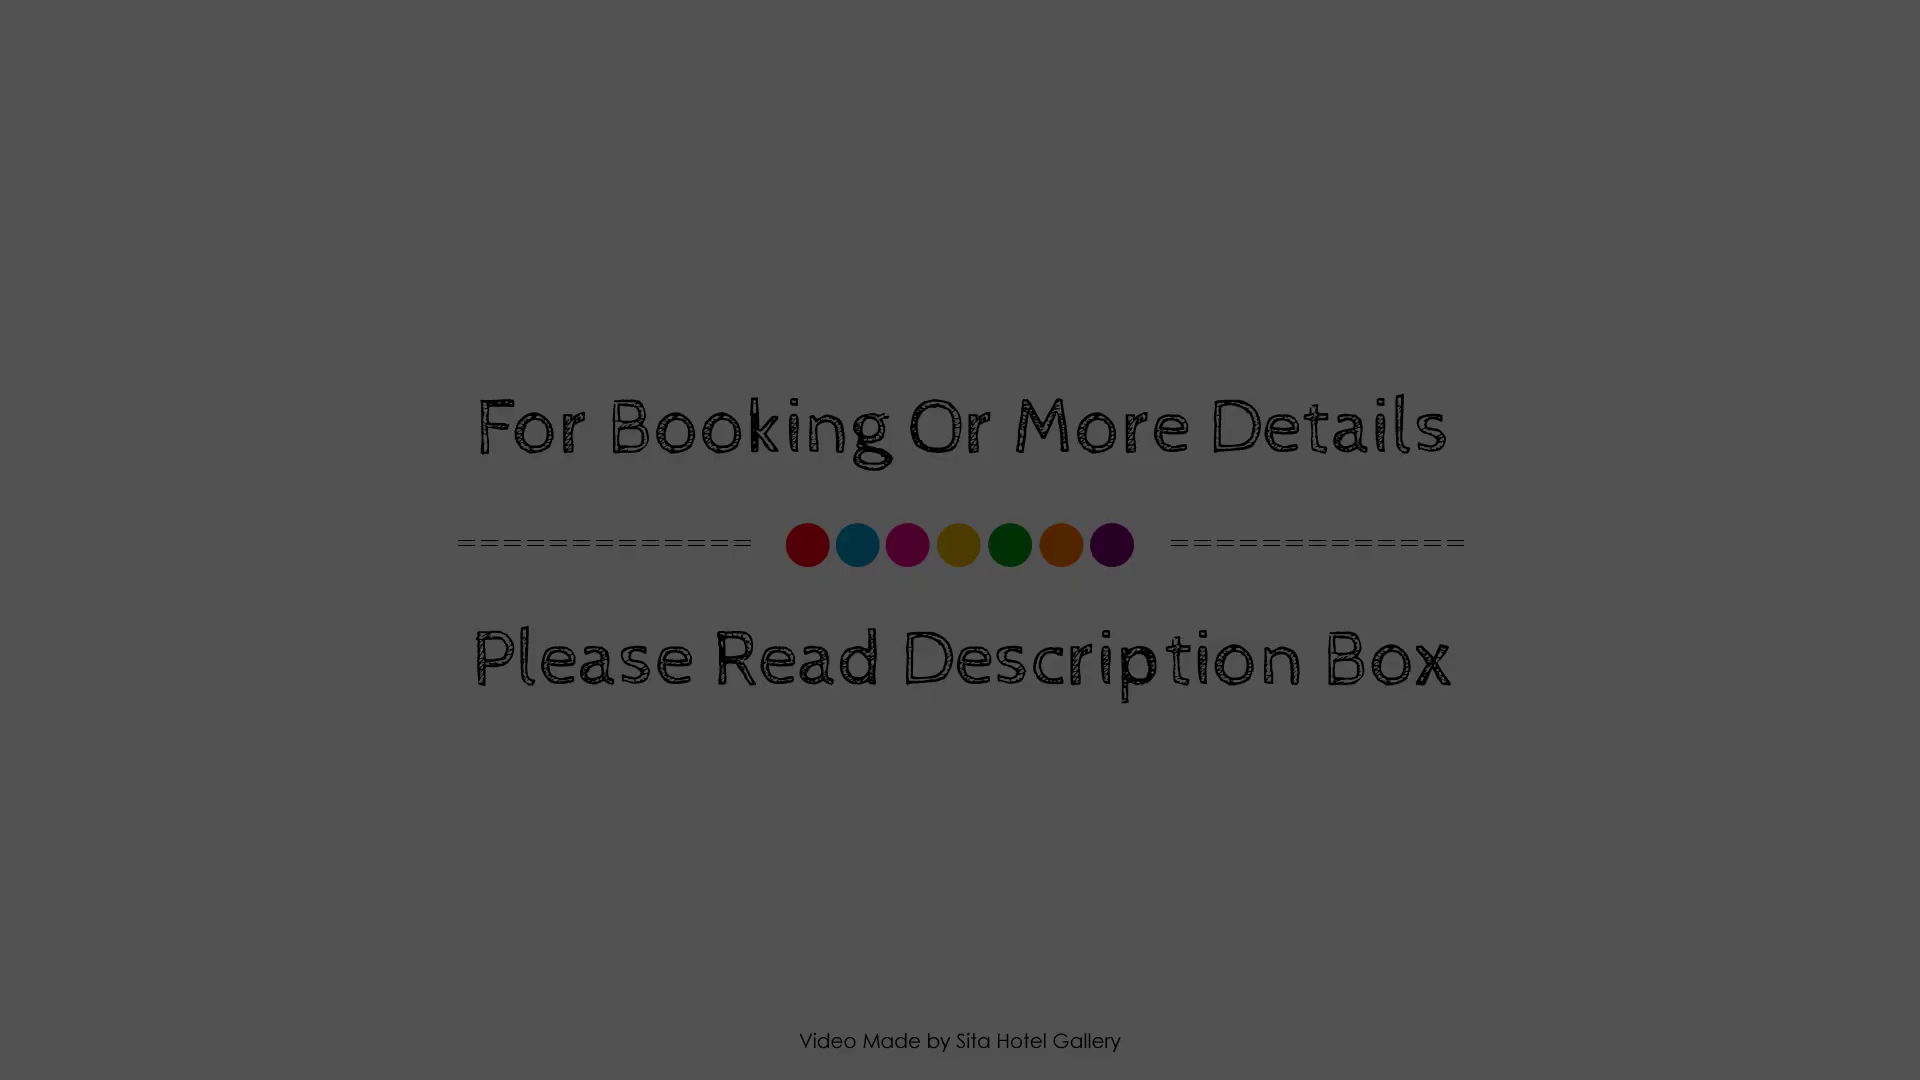 For Booking Or More Details
============= =============
Please Read Description Box
Video Made by Sita Hotel Gallery